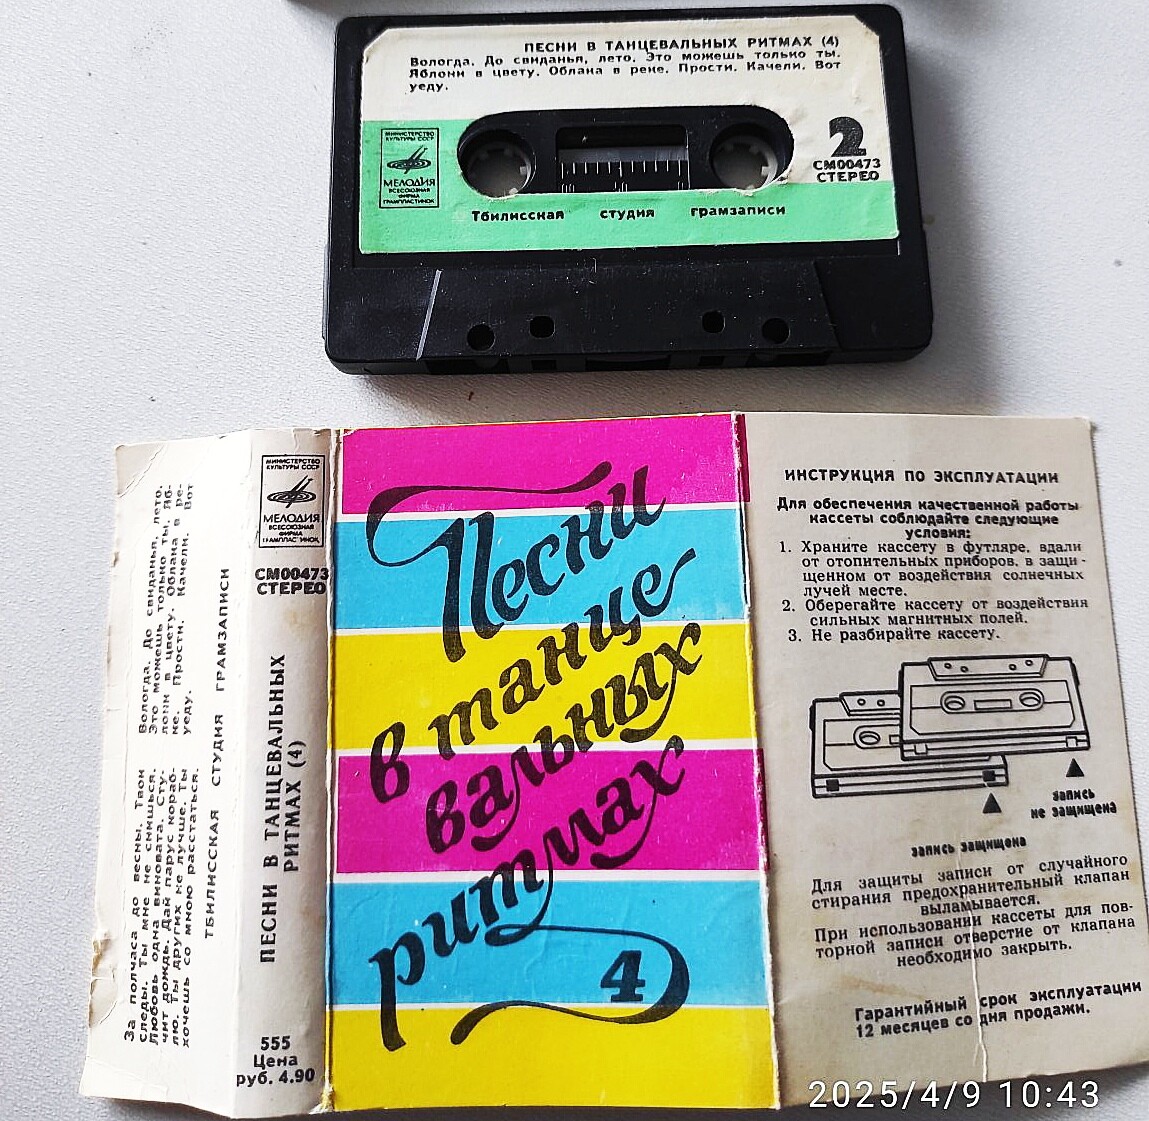 ПЕСНИ В ТАНЦЕВАЛЬНЫХ РИТМАХ (4)
Вологда. До свиданья, лето. Это можешь только ты.
Яблони в цвету. Облака в реке. Прости. Качели. Вот
уеду.
МИНИСТЕРСТВО
КУЛЬТУРЫ СССР
МЕЛОДИЯ
ВСЕСОЮЗНАЯ
ФИРМА
ГРАМПЛАСТИНОК
2
СМ00473
СТЕРЕО
Тбилисская студия грамзаписи
За полчаса до весны. Твои
следы. Ты мне не снишься.
Любовь одна виновата. Сту-
чит дождь. Дай парус кораб-
лю. Ты других не лучше. Ты
хочешь со мною расстаться.
Вологда. До свиданья, лето.
Это можешь только ты. Яб-
лони в цвету. Облака в ре-
ке. Прости. Качели. Вот
уеду.
ТБИЛИССКАЯ СТУДИЯ ГРАМЗАПИСИ
МИНИСТЕРСТВО
КУЛЬТУРЫ СССР
МЕЛОДИЯ
ВСЕСОЮЗНАЯ
ФИРМА
ГРАМПЛАСТИНОК
СМ00473
СТЕРЕО
ПЕСНИ В ТАНЦЕВАЛЬНЫХ
РИТМАХ (4)
555
Цена
руб. 4.90
Песни
в танце
вальных
ритмах
4
ИНСТРУКЦИЯ ПО ЭКСПЛУАТАЦИИ
Для обеспечения качественной работы
кассеты соблюдайте следующие
условия:
1. Храните кассету в футляре, вдали
от отопительных приборов, в защи-
щенном от воздействия солнечных
лучей месте.
2. Оберегайте кассету от воздействия
сильных магнитных полей.
3. Не разбирайте кассету.
запись
не защищена
запись защищена
Для защиты записи от случайного
стирания предохранительный клапан
выламывается.
При использовании кассеты для пов-
торной записи отверстие от клапана
необходимо закрыть.
Гарантийный срок эксплуатации
12 месяцев со дня продажи.
2025/4/9 10:43